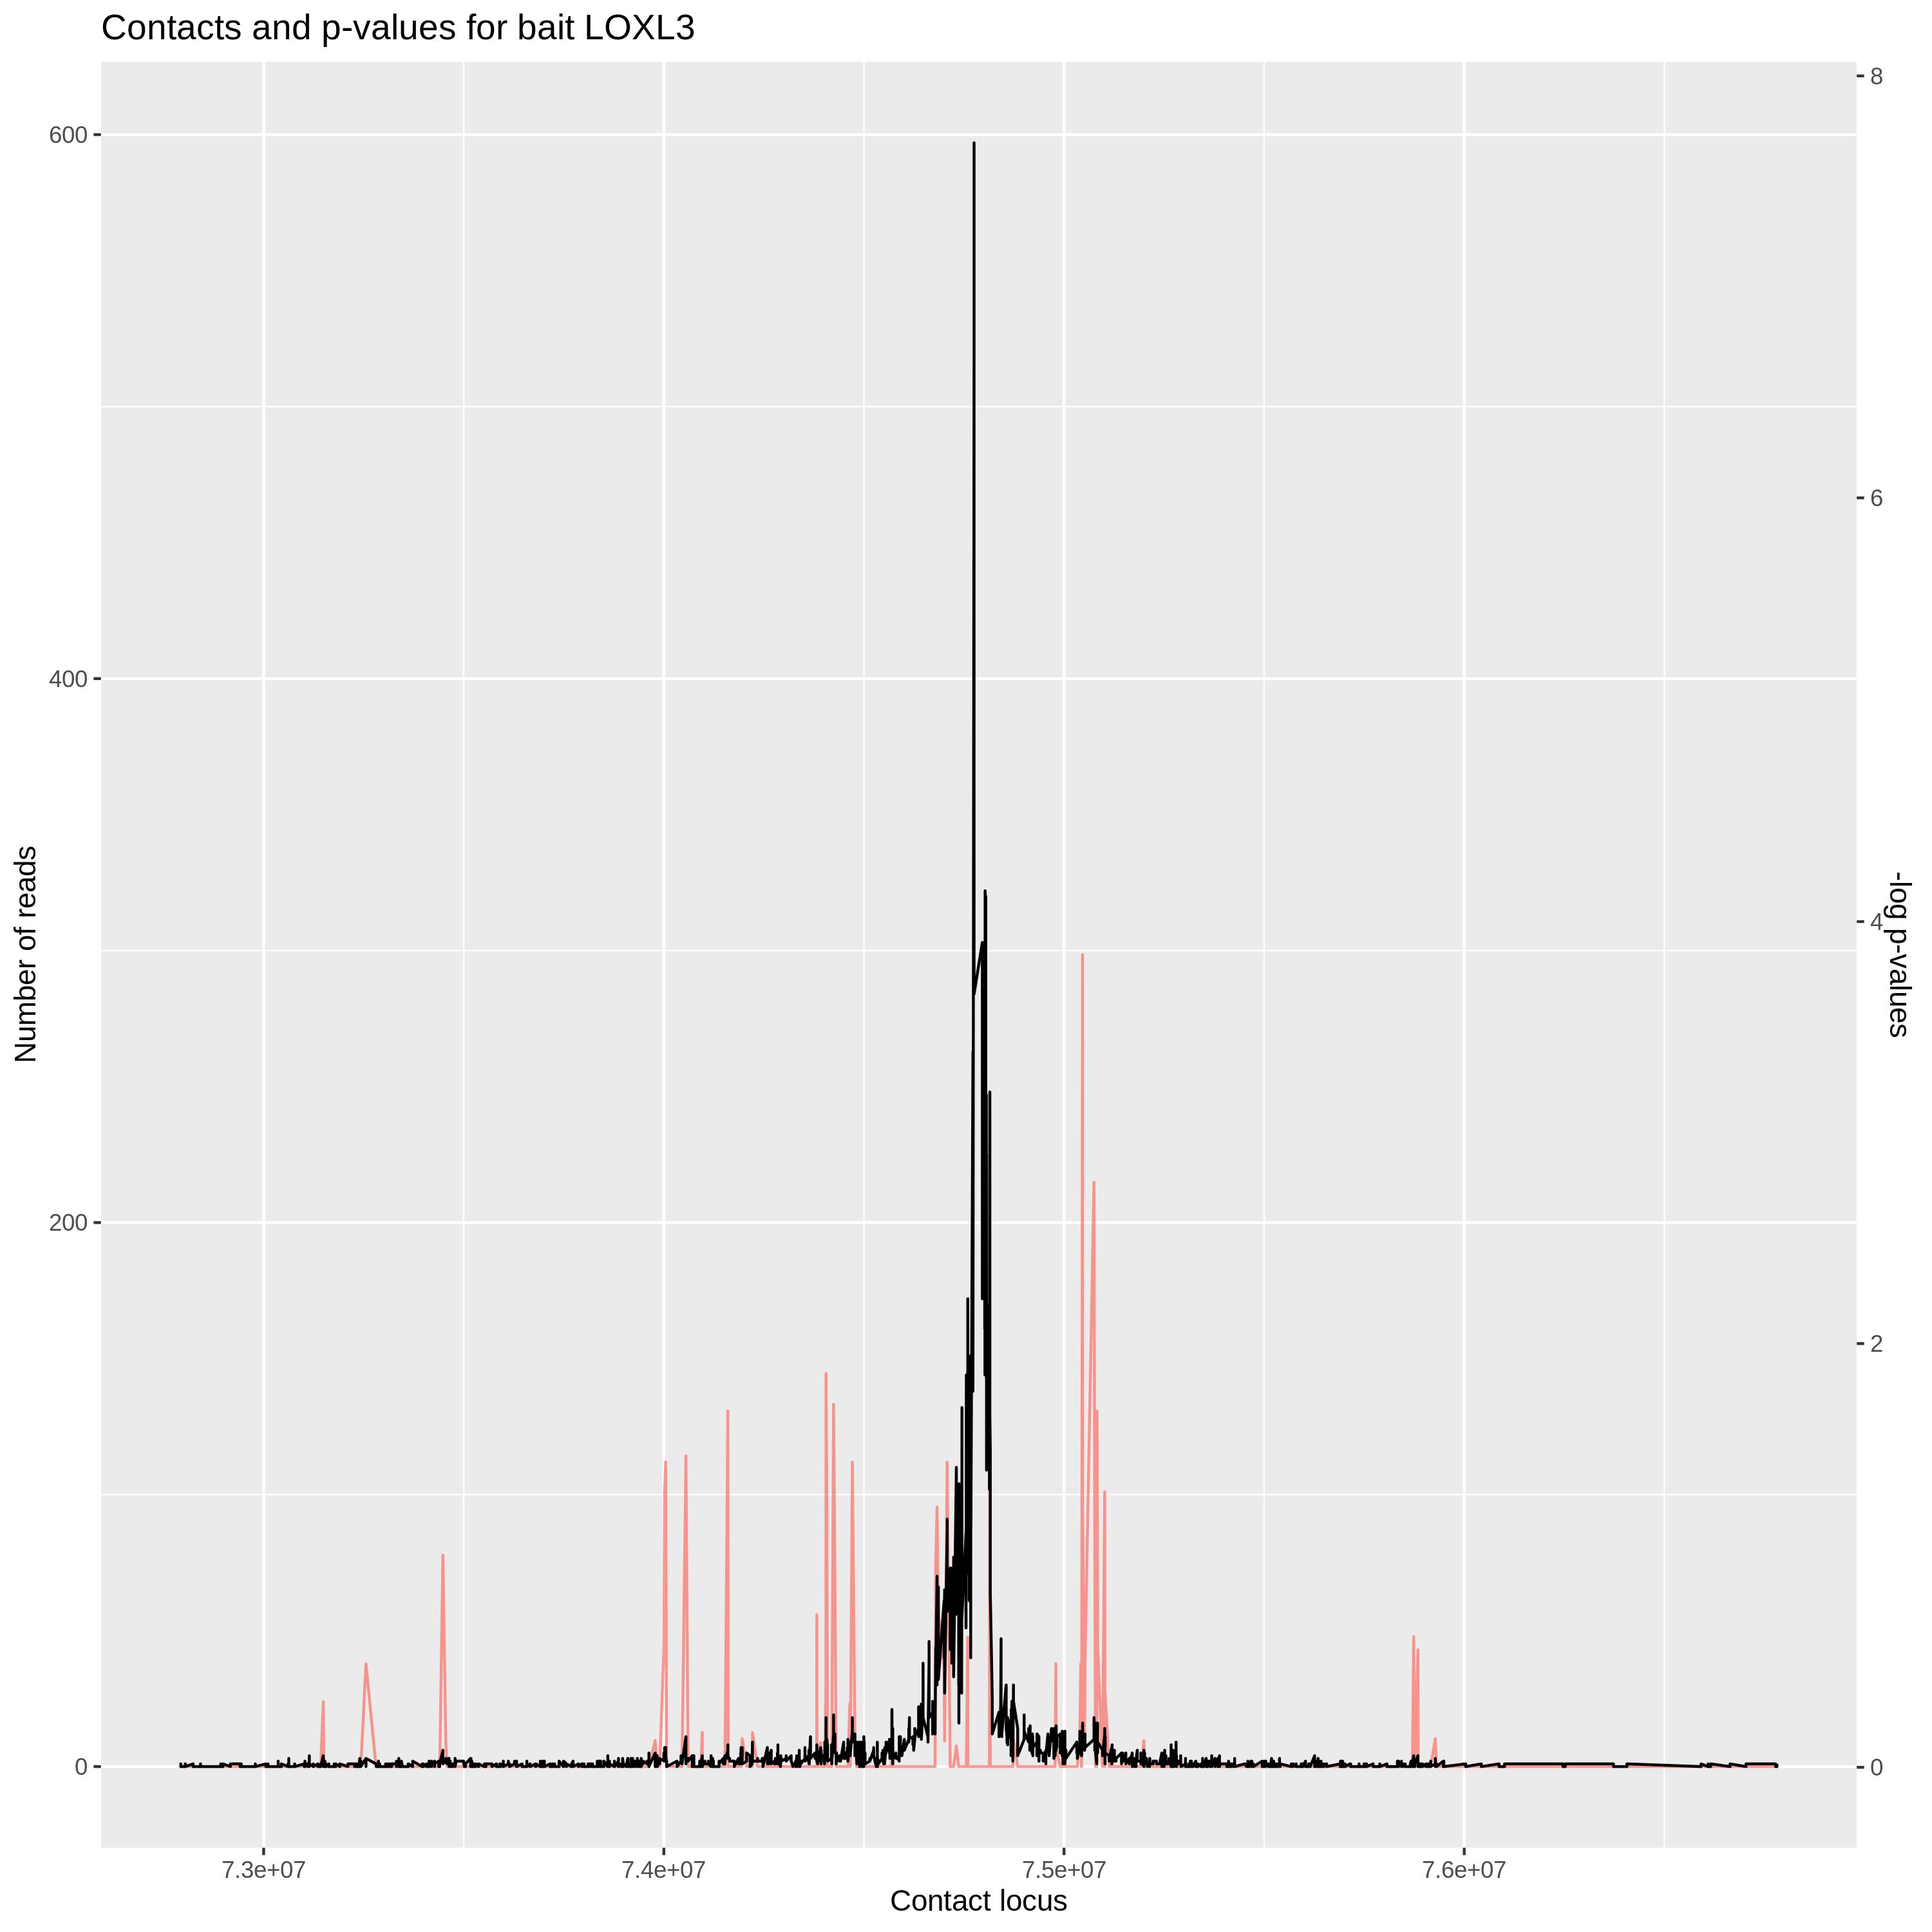 Contacts and p-values for bait LOXL3
600
400
200
0
8
6
4
2
0
Number of reads
-log p-values
7.3e+07
7.4e+07
7.5e+07
7.6e+07
Contact locus